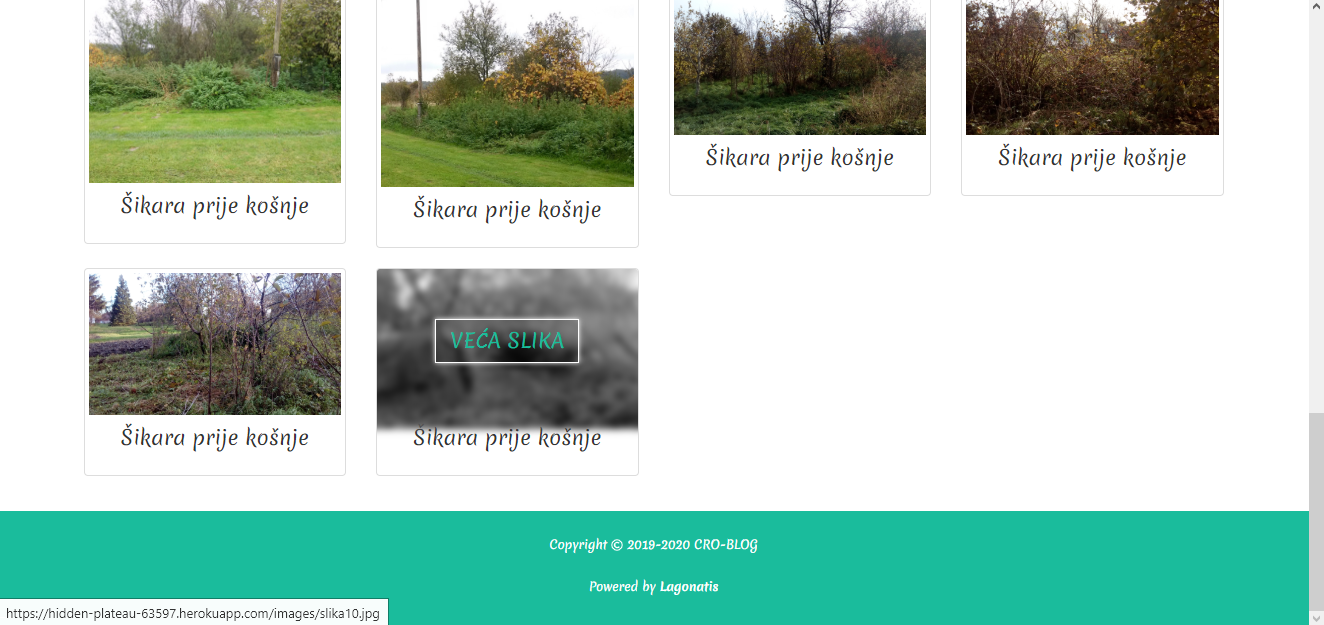 Šikara prije košnje
Šikara prije košnje
Šikara prije košnje
Šikara prije košnje
VEĆA SLIKA
Šikara prije košnje
Šikara prije košnje
Copyright © 2019-2020 CRO-BLOG
Powered by Lagonatis
https://hidden-plateau-63597.herokuapp.com/images/slika10.jpg